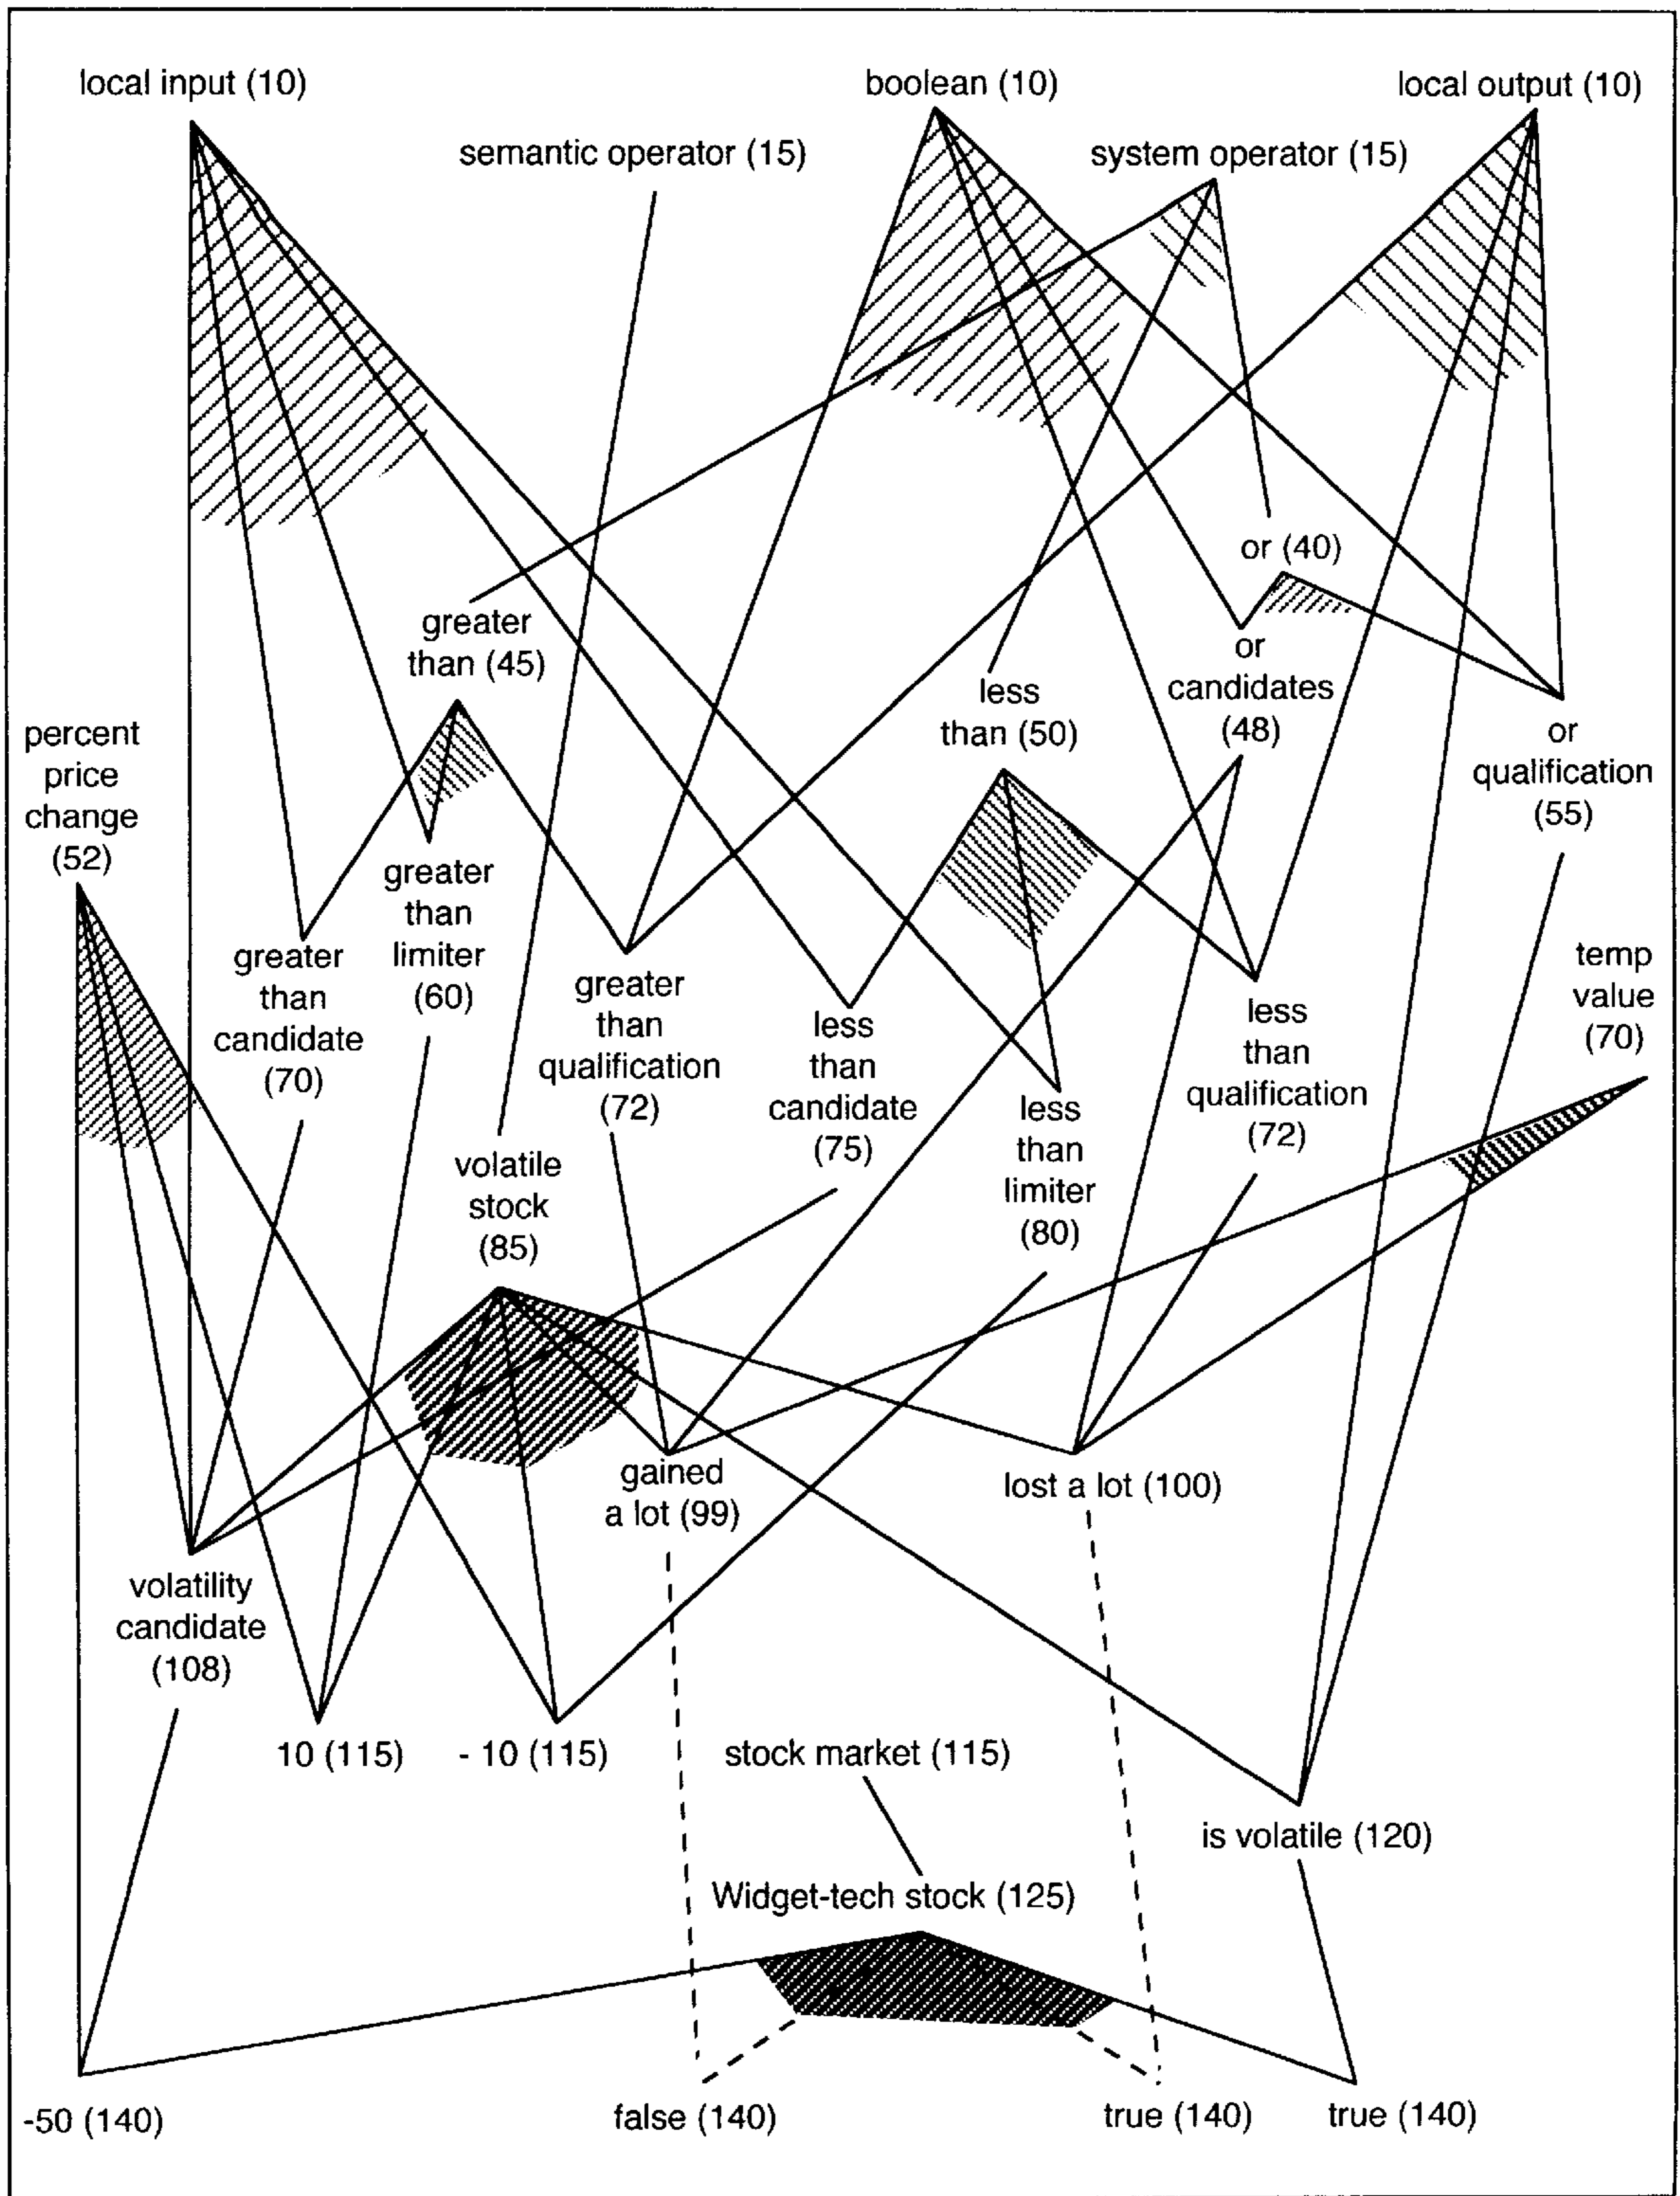 local input (10)
boolean (10)
local output (10)
semantic operator (15)
system operator (15)
or (40)
greater
than (45)
or
candidates
(48)
less
than (50)
percent
price
change
(52)
or
qualification
(55)
greater
than
limiter
(60)
greater
than
candidate
(70)
greater
than
qualification
(72)
less
than
candidate
(75)
less
than
limiter
(80)
less
than
qualification
(72)
temp
value
(70)
volatile
stock
(85)
gained
a lot (99)
lost a lot (100)
volatility
candidate
(108)
10 (115)
- 10 (115)
stock market (115)
is volatile (120)
Widget-tech stock (125)
-50 (140)
false (140)
true (140)
true (140)